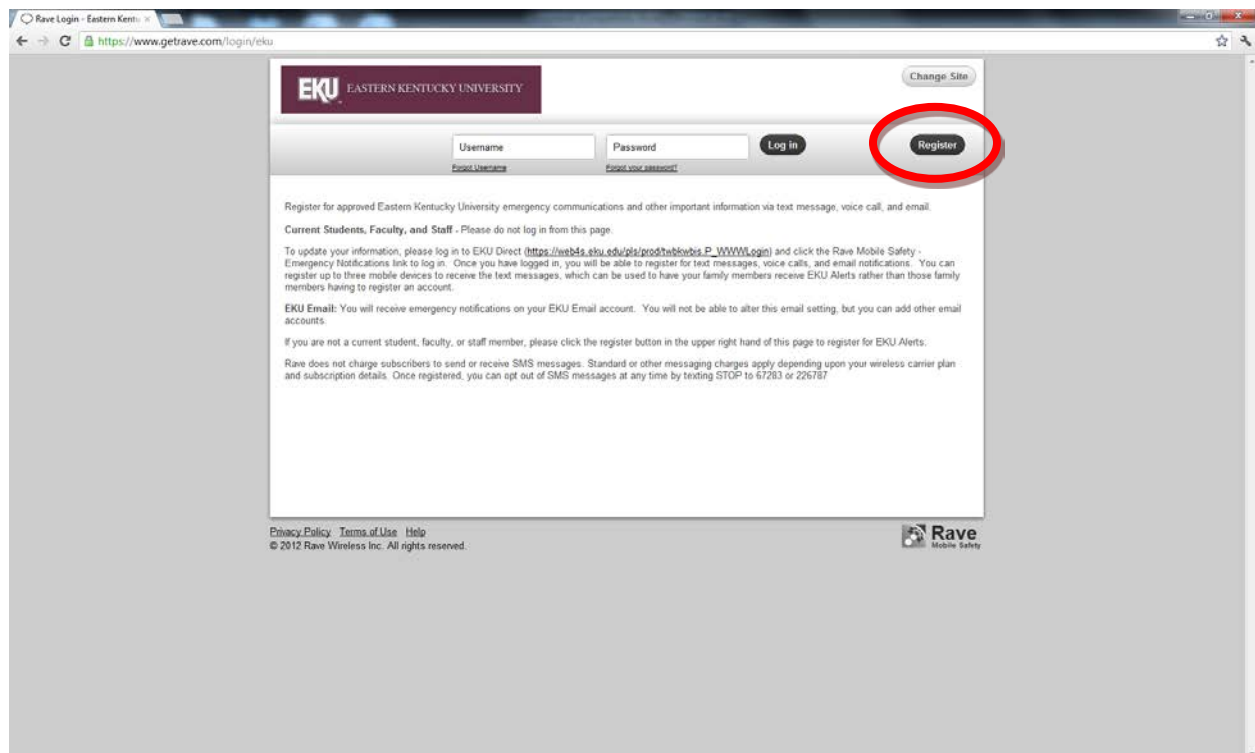 Rave Login - Eastern Kentu
https://www.getrave.com/login/eku
EKU EASTERN KENTUCKY UNIVERSITY
Change Site
Username
Password
Log in
Register
Forgot Username
Forgot your password?
Register for approved Eastern Kentucky University emergency communications and other important information via text message, voice call, and email.
Current Students, Faculty, and Staff - Please do not log in from this page.
To update your information, please log in to EKU Direct (https://web4s.eku.edu/pls/prod/twbkwbis.P_WWWLogin) and click the Rave Mobile Safety -
Emergency Notifications link to log in. Once you have logged in, you will be able to register for text messages, voice calls, and email notifications. You can
register up to three mobile devices to receive the text messages, which can be used to have your family members receive EKU Alerts rather than those family
members having to register an account.
EKU Email: You will receive emergency notifications on your EKU Email account. You will not be able to alter this email setting, but you can add other email
accounts.
If you are not a current student, faculty, or staff member, please click the register button in the upper right hand of this page to register for EKU Alerts.
Rave does not charge subscribers to send or receive SMS messages. Standard or other messaging charges apply depending upon your wireless carrier plan
and subscription details. Once registered, you can opt out of SMS messages at any time by texting STOP to 67283 or 226787
Privacy Policy Terms of Use Help
© 2012 Rave Wireless Inc. All rights reserved.
Rave
Mobile Safety